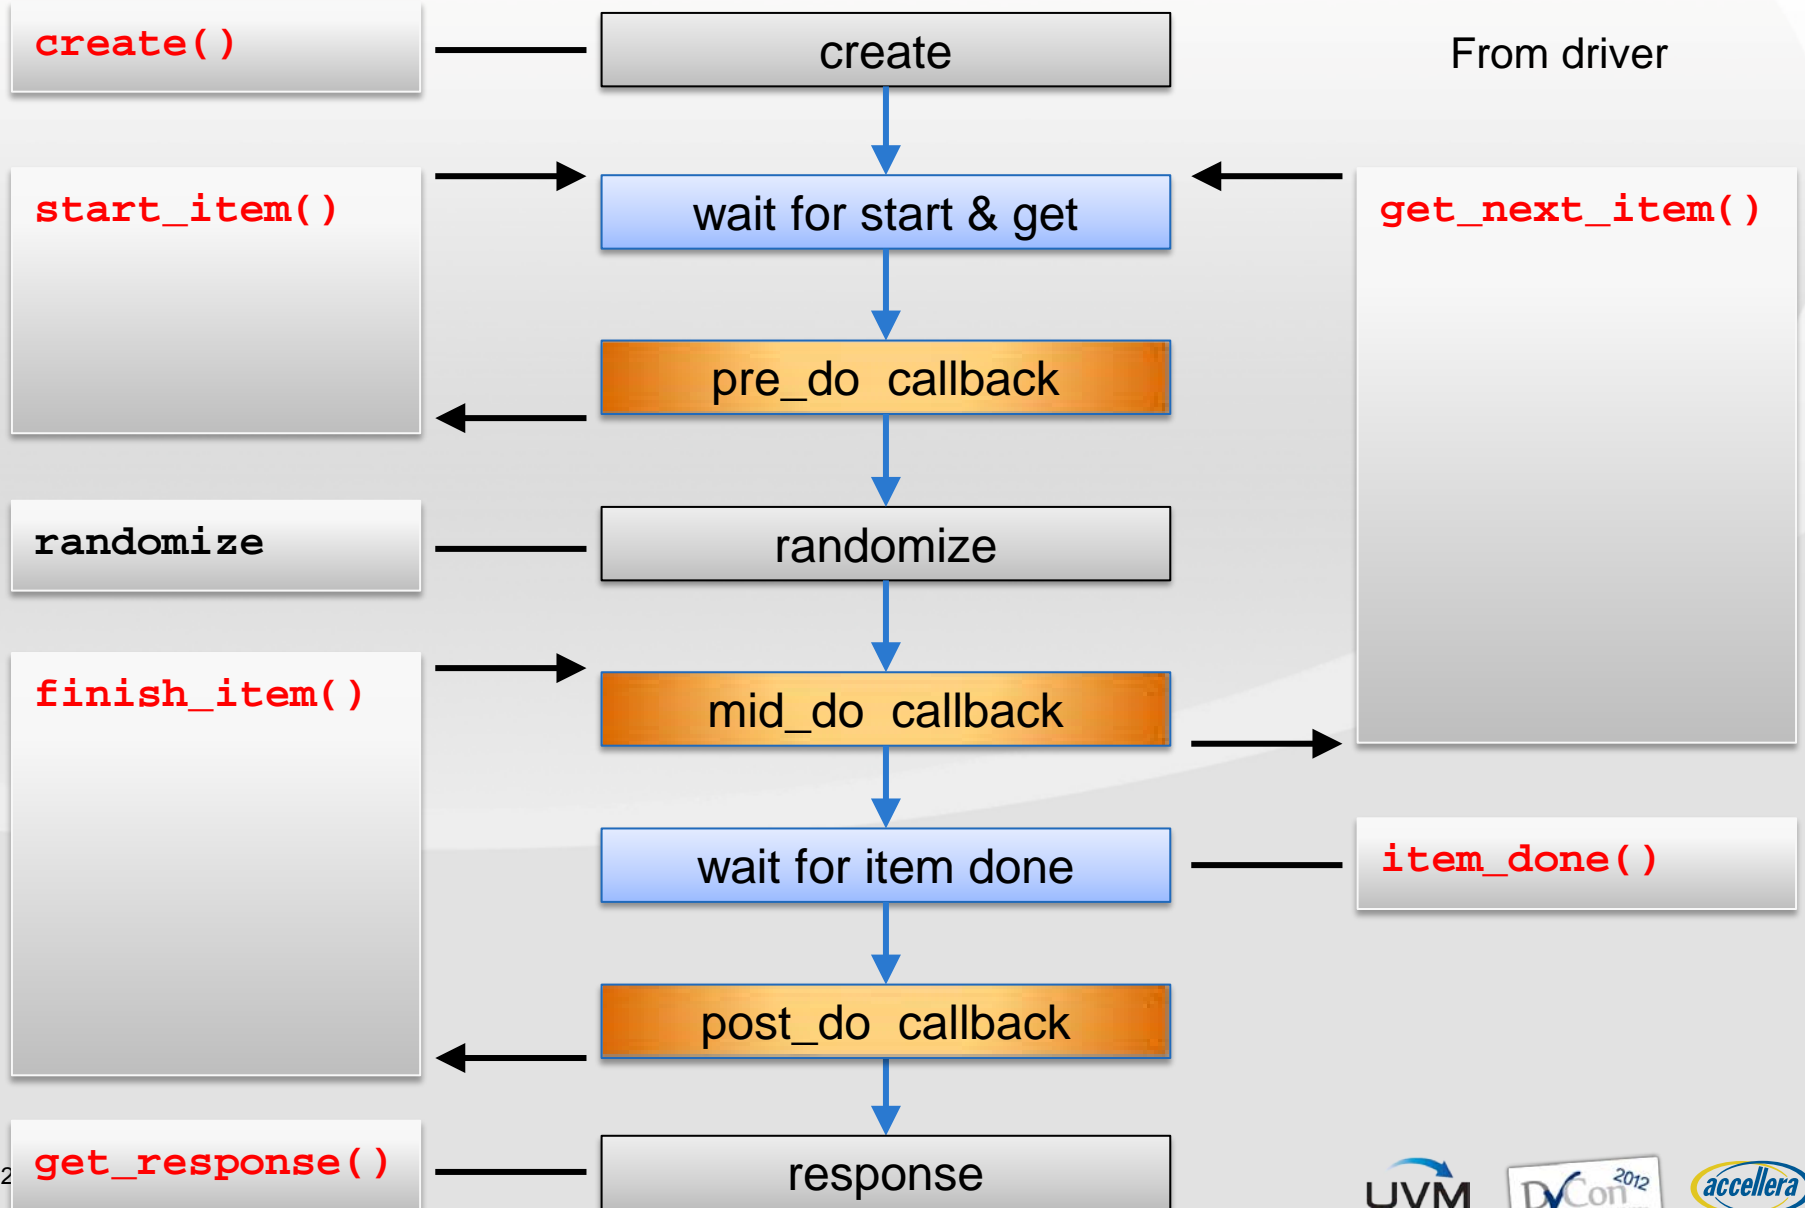 create()
create
From driver
start_item()
wait for start & get
get_next_item()
pre_do callback
randomize
randomize
finish_item()
mid_do callback
wait for item done
item_done()
post_do callback
2
get_response()
response
UVM
DVCon 2012
accellera